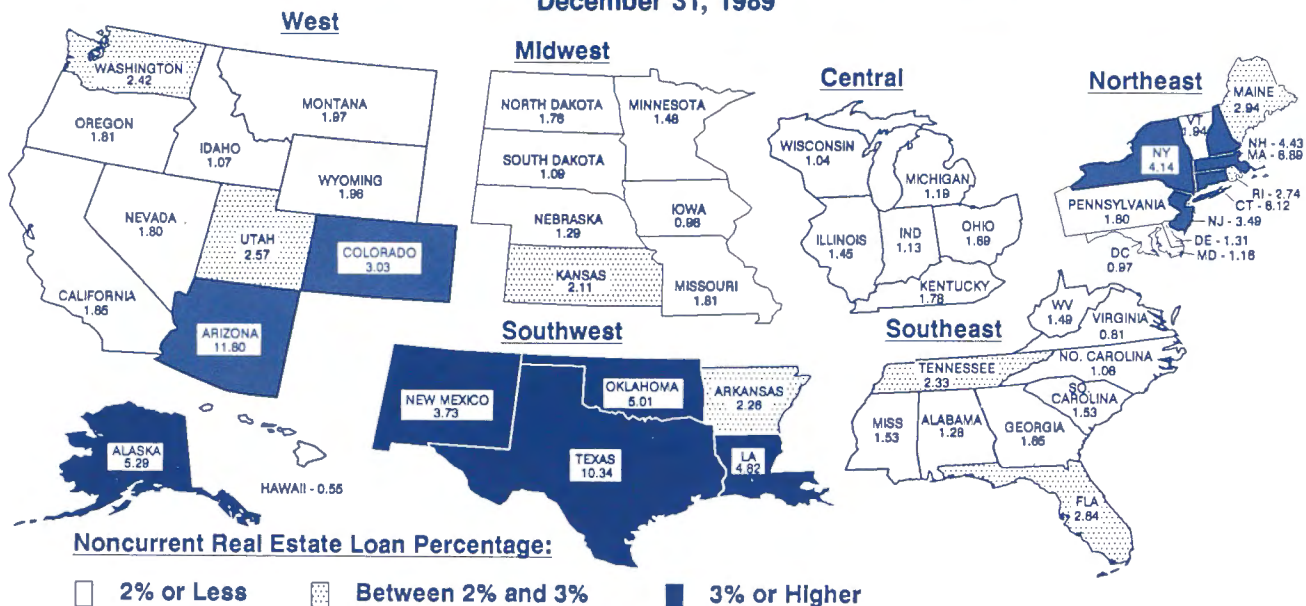 December 31, 1989
West
WASHINGTON
2.42
MONTANA
1.97
OREGON
1.81
IDAHO
1.07
WYOMING
1.96
NEVADA
1.80
UTAH
2.57
COLORADO
3.03
CALIFORNIA
1.85
ARIZONA
11.80
ALASKA
5.29
HAWAII - 0.55
Midwest
NORTH DAKOTA
1.76
MINNESOTA
1.48
SOUTH DAKOTA
1.09
NEBRASKA
1.29
IOWA
0.96
KANSAS
2.11
MISSOURI
1.81
Central
WISCONSIN
1.04
MICHIGAN
1.19
ILLINOIS
1.45
IND
1.13
OHIO
1.69
KENTUCKY
1.78
Northeast
MAINE
2.94
VT
1.94
NH - 4.43
MA - 6.89
NY
4.14
RI - 2.74
CT - 6.12
PENNSYLVANIA
1.60
NJ - 3.49
DE - 1.31
MD - 1.16
DC
0.97
Southwest
NEW MEXICO
3.73
OKLAHOMA
5.01
ARKANSAS
2.26
TEXAS
10.34
LA
4.82
Southeast
WV
1.49
VIRGINIA
0.81
TENNESSEE
2.33
NO. CAROLINA
1.06
SO.
CAROLINA
1.53
MISS
1.53
ALABAMA
1.28
GEORGIA
1.65
FLA
2.64
Noncurrent Real Estate Loan Percentage:
2% or Less
Between 2% and 3%
3% or Higher